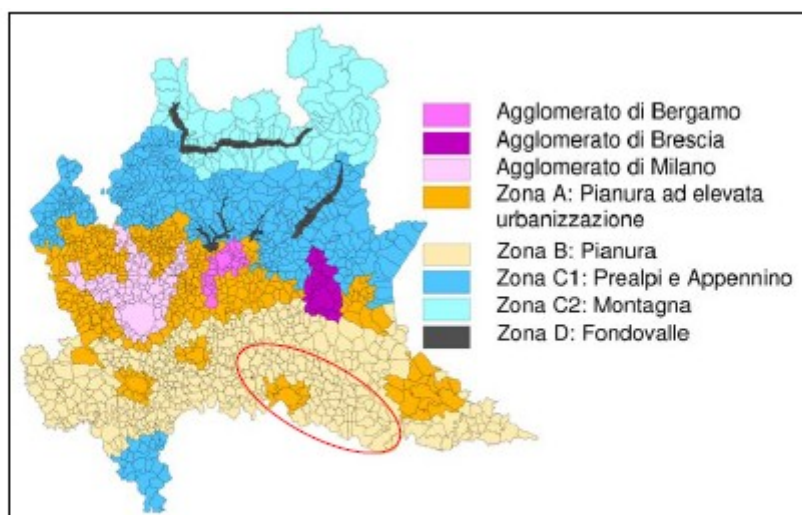 Agglomerato di Bergamo
Agglomerato di Brescia
Agglomerato di Milano
Zona A: Pianura ad elevata
urbanizzazione
Zona B: Pianura
Zona C1: Prealpi e Appennino
Zona C2: Montagna
Zona D: Fondovalle